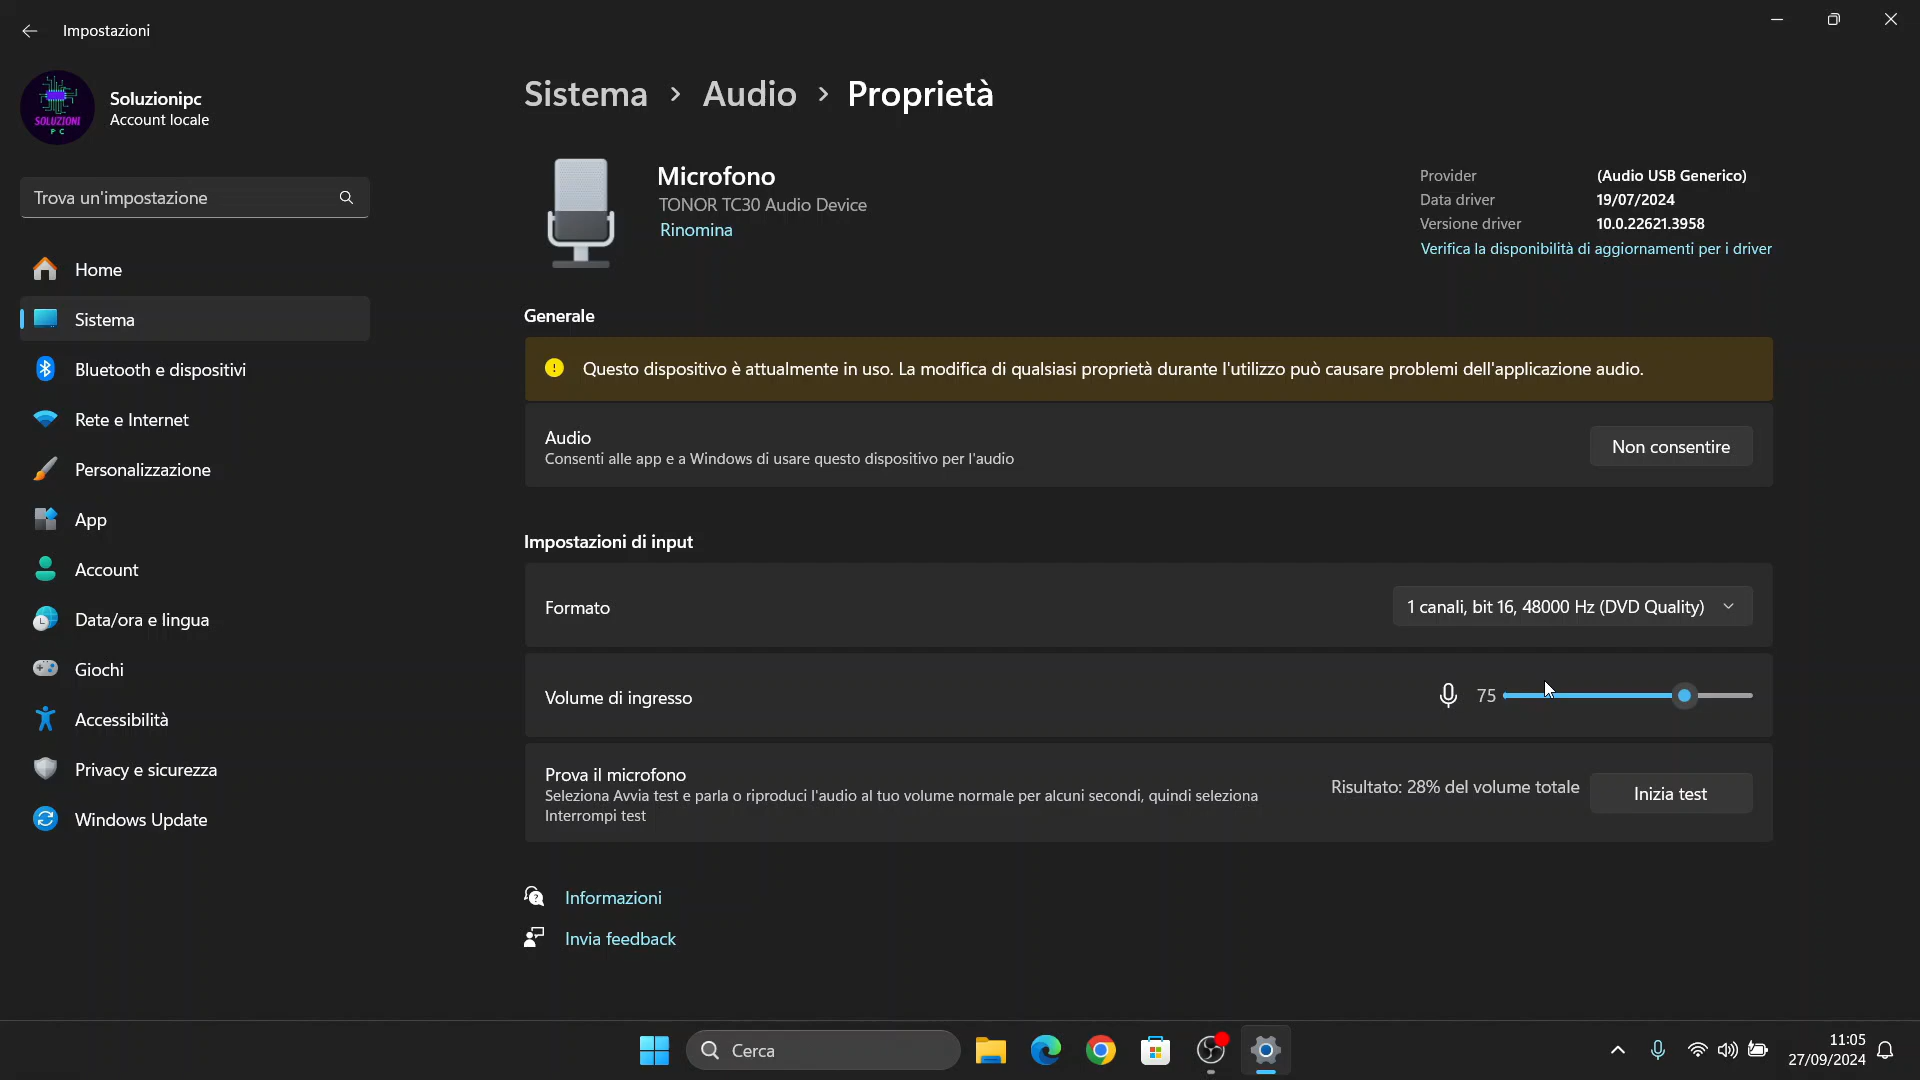 Impostazioni
SOLUZIONI
PC
Soluzionipc
Account locale
Trova un'impostazione
Home
Sistema
Bluetooth e dispositivi
Rete e Internet
Personalizzazione
App
Account
Data/ora e lingua
Giochi
Accessibilità
Privacy e sicurezza
Windows Update
Sistema > Audio > Proprietà
Microfono
TONOR TC30 Audio Device
Rinomina
Provider (Audio USB Generico)
Data driver 19/07/2024
Versione driver 10.0.22621.3958
Verifica la disponibilità di aggiornamenti per i driver
Generale
Questo dispositivo è attualmente in uso. La modifica di qualsiasi proprietà durante l'utilizzo può causare problemi dell'applicazione audio.
Audio
Consenti alle app e a Windows di usare questo dispositivo per l'audio
Non consentire
Impostazioni di input
Formato
1 canali, bit 16, 48000 Hz (DVD Quality)
Volume di ingresso
75
Prova il microfono
Seleziona Avvia test e parla o riproduci l'audio al tuo volume normale per alcuni secondi, quindi seleziona
Interrompi test
Risultato: 28% del volume totale
Inizia test
Informazioni
Invia feedback
Cerca
11:05
27/09/2024